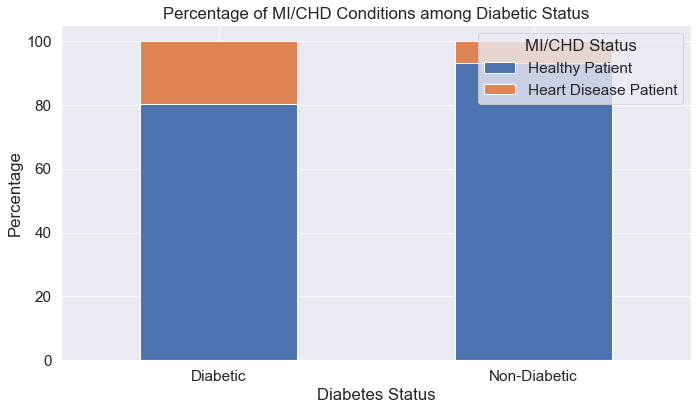 Percentage of MI/CHD Conditions among Diabetic Status
MI/CHD Status
Healthy Patient
Heart Disease Patient
100
80
60
40
20
0
Percentage
Diabetic
Non-Diabetic
Diabetes Status